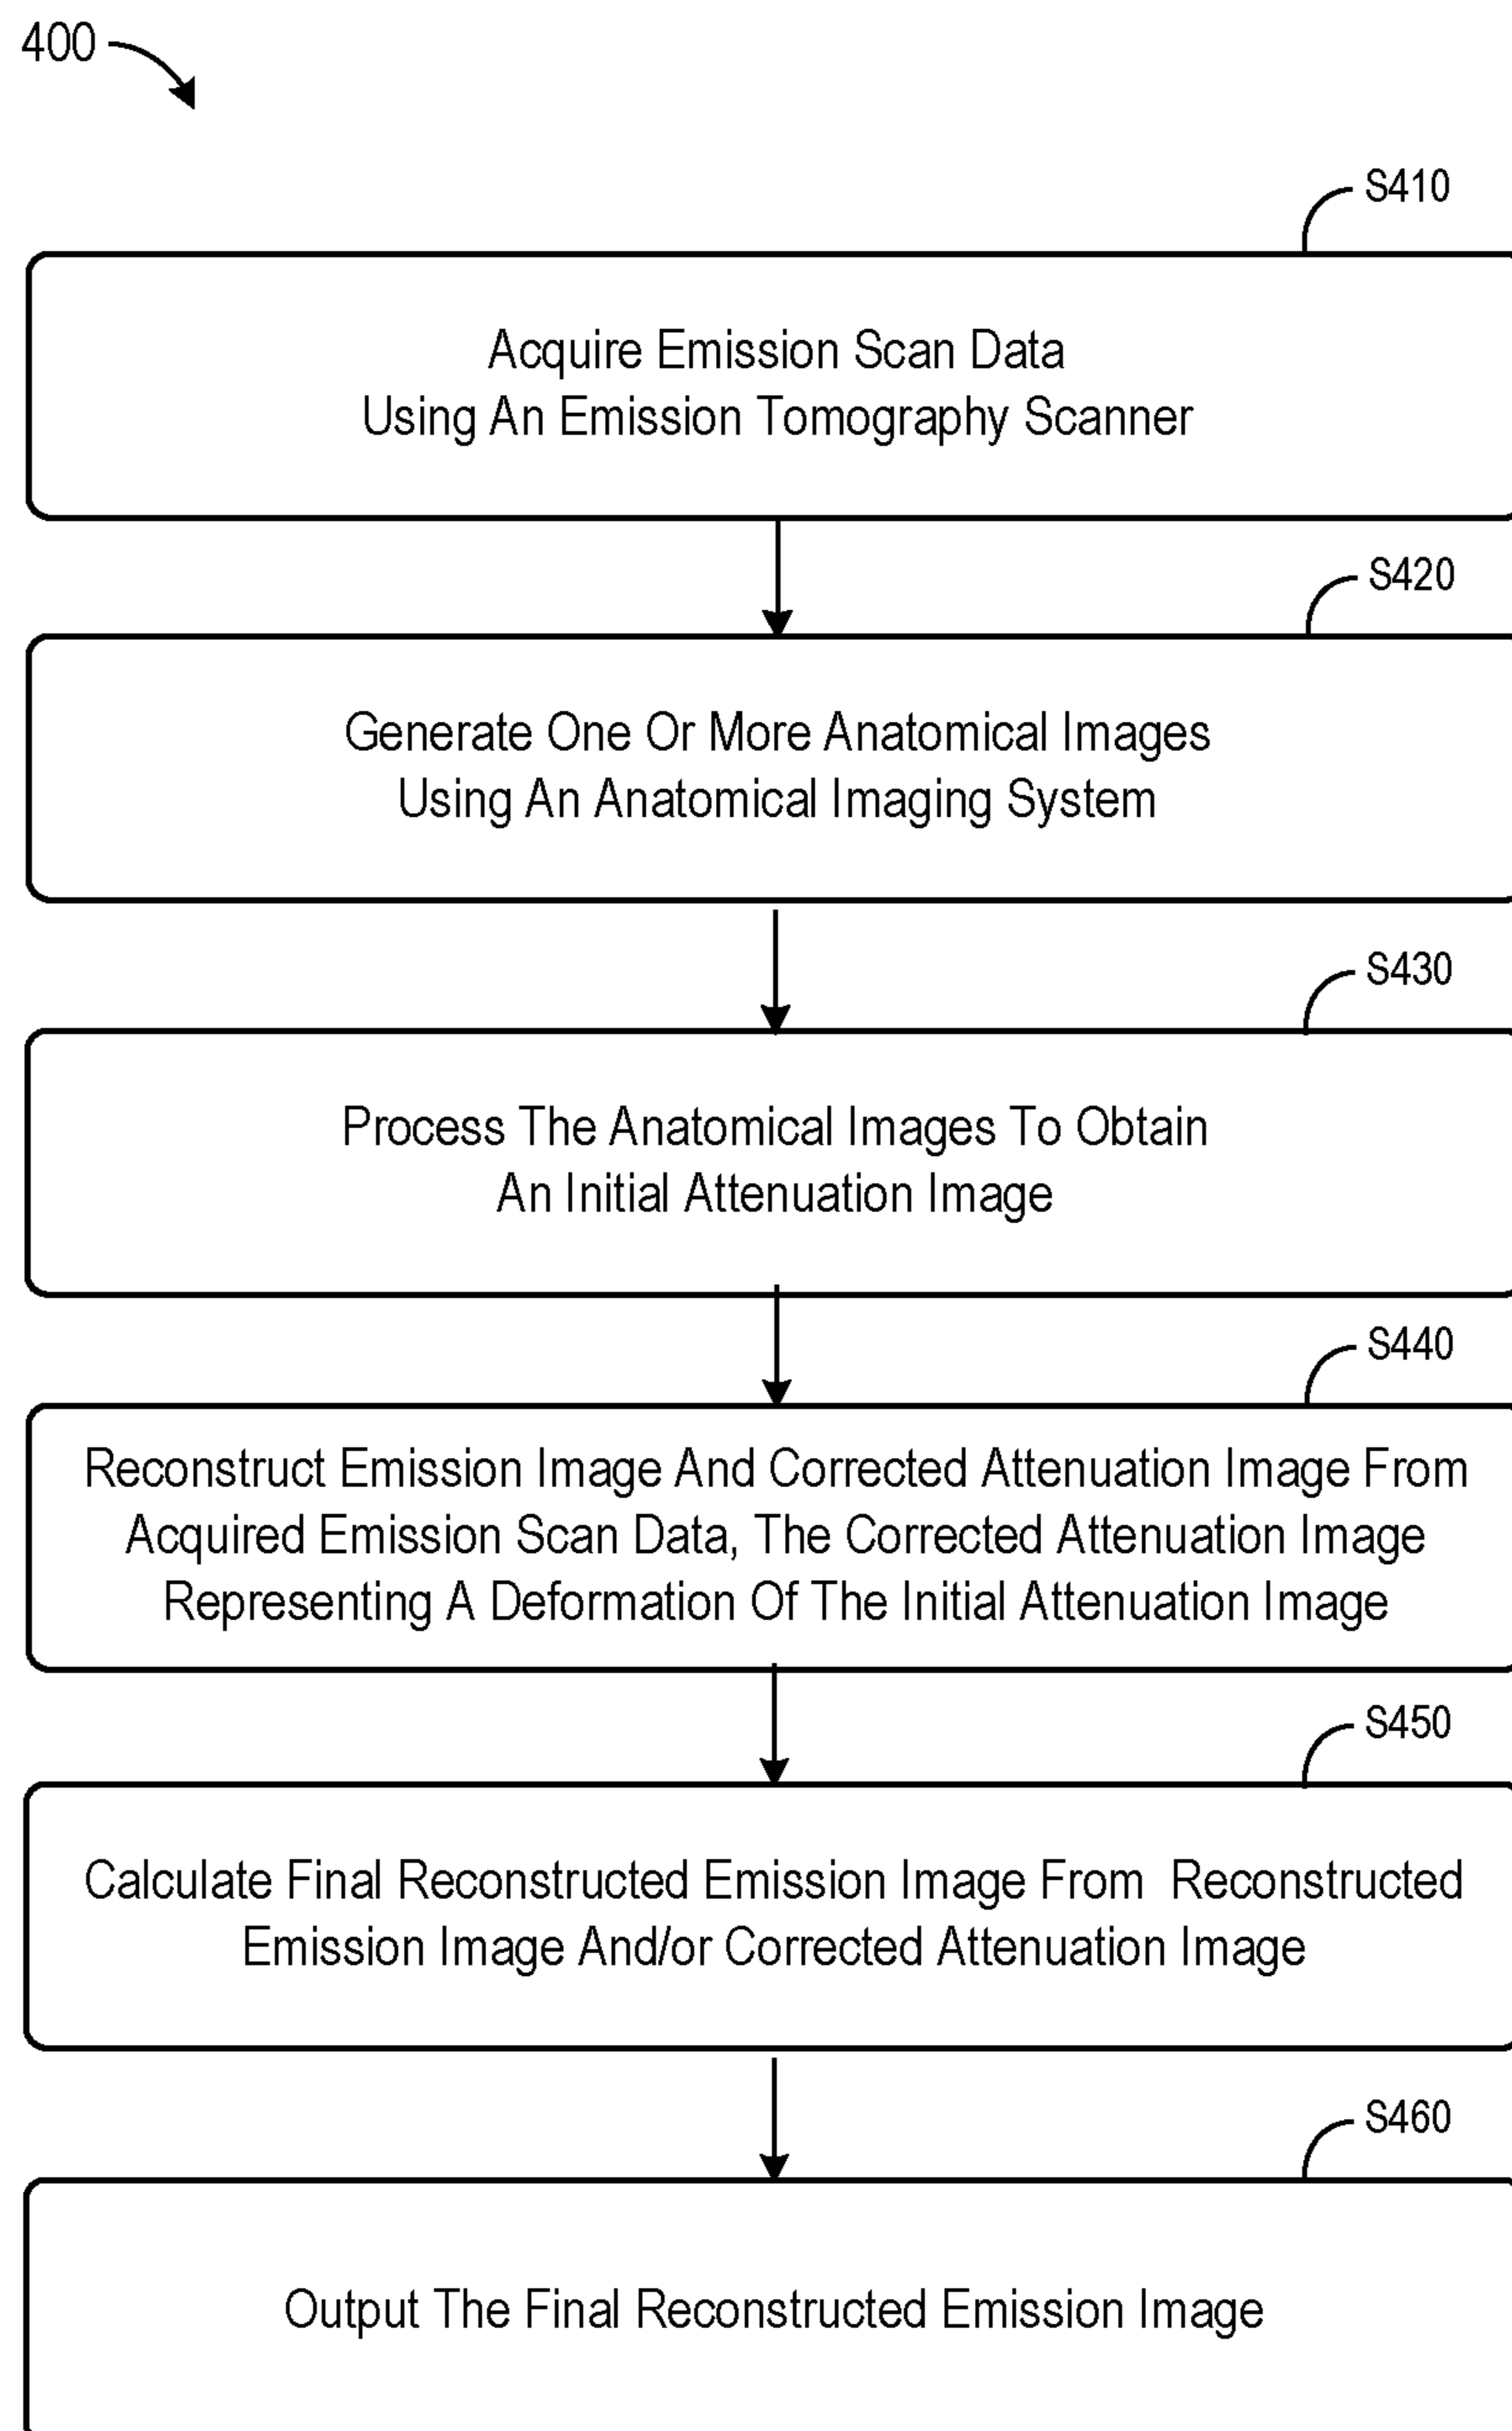 400
S410
Acquire Emission Scan Data
Using An Emission Tomography Scanner
S420
Generate One Or More Anatomical Images
Using An Anatomical Imaging System
S430
Process The Anatomical Images To Obtain
An Initial Attenuation Image
S440
Reconstruct Emission Image And Corrected Attenuation Image From
Acquired Emission Scan Data, The Corrected Attenuation Image
Representing A Deformation Of The Initial Attenuation Image
S450
Calculate Final Reconstructed Emission Image From Reconstructed
Emission Image And/or Corrected Attenuation Image
S460
Output The Final Reconstructed Emission Image